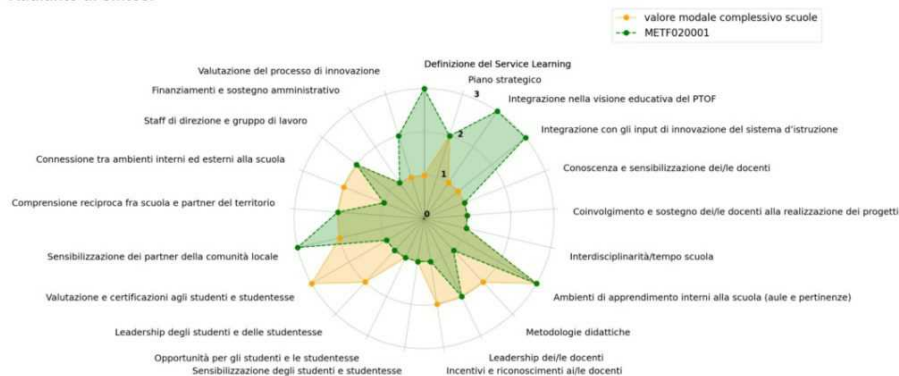 valore modale complessivo scuole
METF020001
Definizione del Service Learning
Piano strategico
Integrazione nella visione educativa del PTOF
Integrazione con gli input di innovazione del sistema d'istruzione
Conoscenza e sensibilizzazione dei/le docenti
Coinvolgimento e sostegno dei/le docenti alla realizzazione dei progetti
Interdisciplinarità/tempo scuola
Ambienti di apprendimento interni alla scuola (aule e pertinenze)
Metodologie didattiche
Leadership dei/le docenti
Incentivi e riconoscimenti ai/le docenti
Sensibilizzazione degli studenti e studentesse
Opportunità per gli studenti e le studentesse
Leadership degli studenti e delle studentesse
Valutazione e certificazioni agli studenti e studentesse
Sensibilizzazione dei partner della comunità locale
Comprensione reciproca fra scuola e partner del territorio
Connessione tra ambienti interni ed esterni alla scuola
Staff di direzione e gruppo di lavoro
Finanziamenti e sostegno amministrativo
Valutazione del processo di innovazione
3
2
1
0